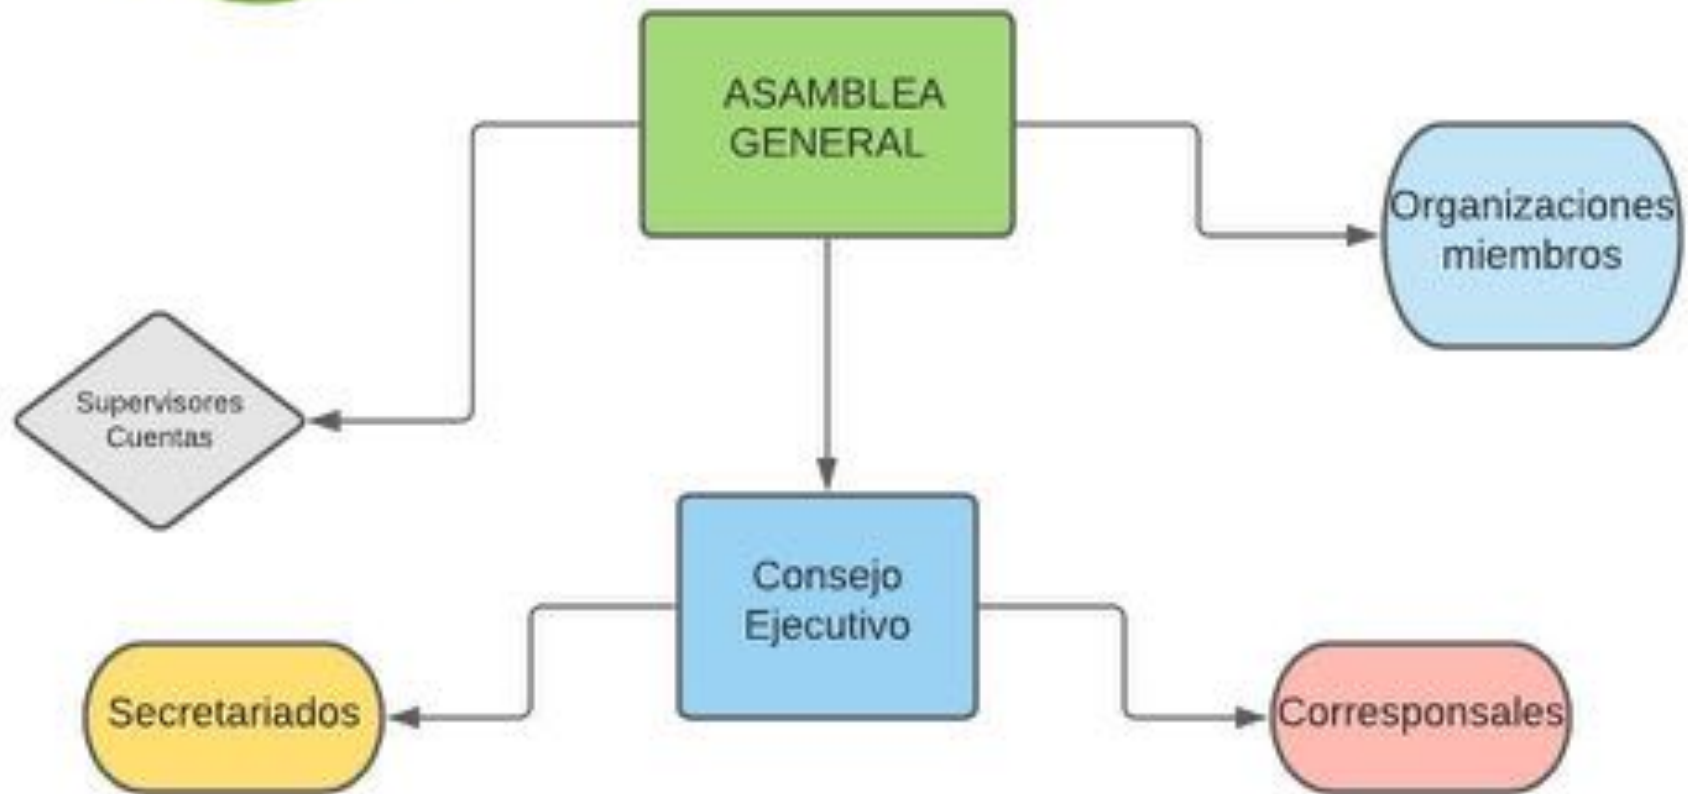 ASAMBLEA
GENERAL
Organizaciones
miembros
Supervisores
Cuentas
Consejo
Ejecutivo
Secretariados
Corresponsales